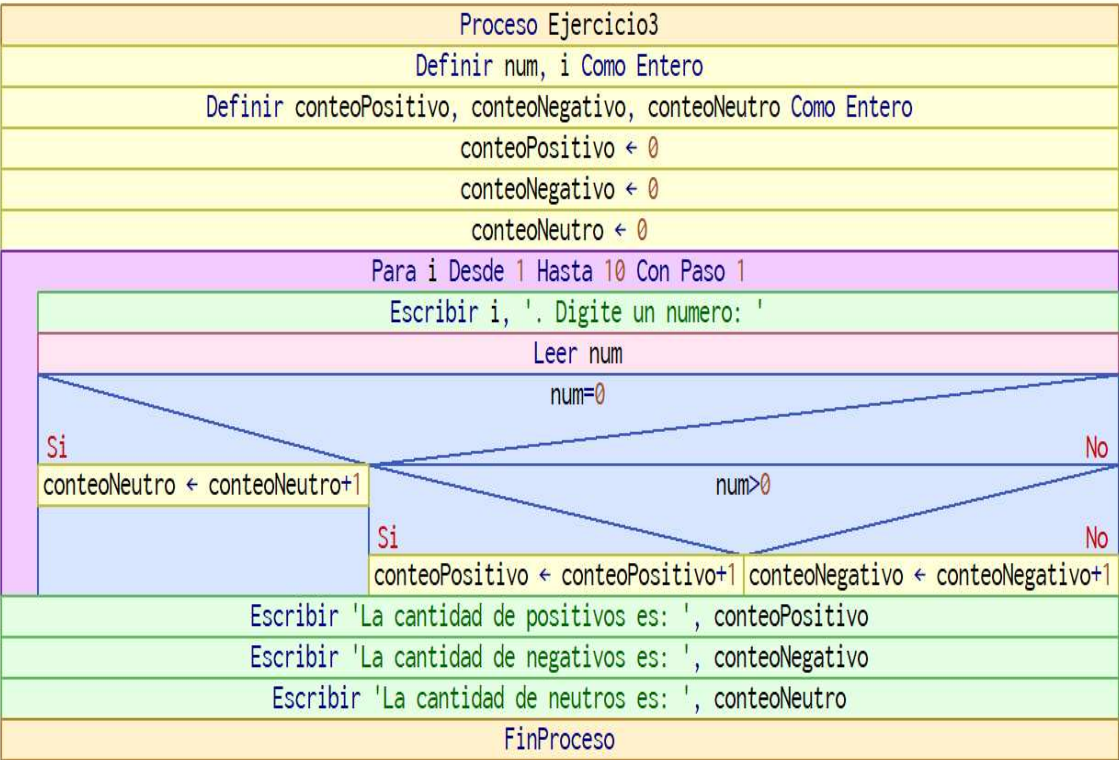 Proceso Ejercicio3
Definir num, i Como Entero
Definir conteoPositivo, conteoNegativo, conteoNeutro Como Entero
conteoPositivo ← 0
conteoNegativo ← 0
conteoNeutro ← 0
Para i Desde 1 Hasta 10 Con Paso 1
Escribir i, '. Digite un numero: '
Leer num
num=0
Si No
conteoNeutro ← conteoNeutro+1 num>0
Si No
conteoPositivo ← conteoPositivo+1 conteoNegativo ← conteoNegativo+1
Escribir 'La cantidad de positivos es: ', conteoPositivo
Escribir 'La cantidad de negativos es: ', conteoNegativo
Escribir 'La cantidad de neutros es: ', conteoNeutro
FinProceso